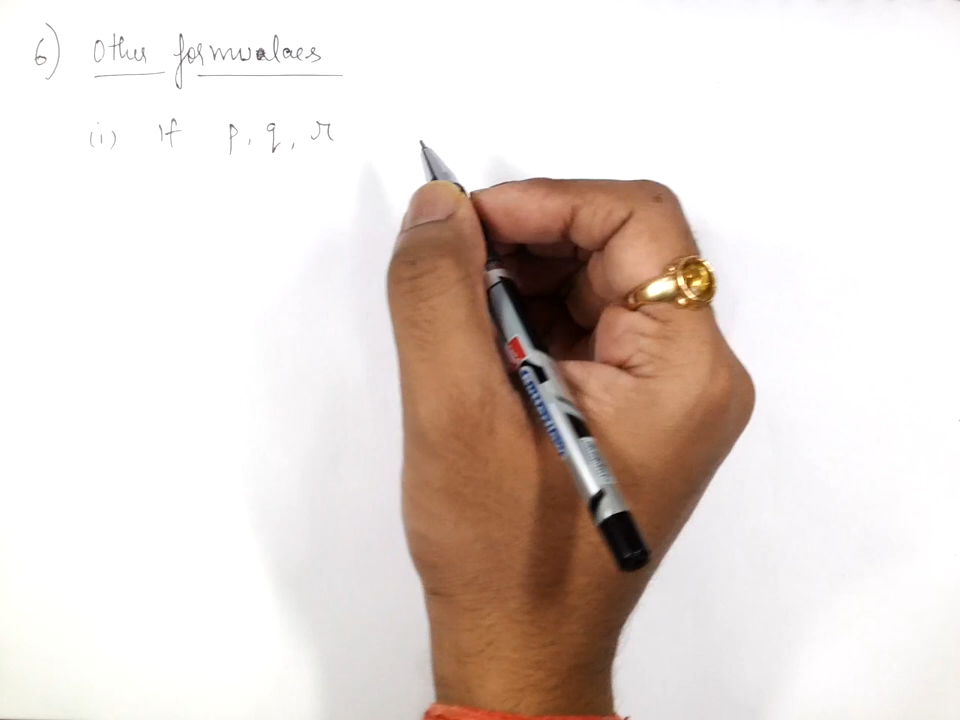 6) Other formulaes
(i) If p, q, r